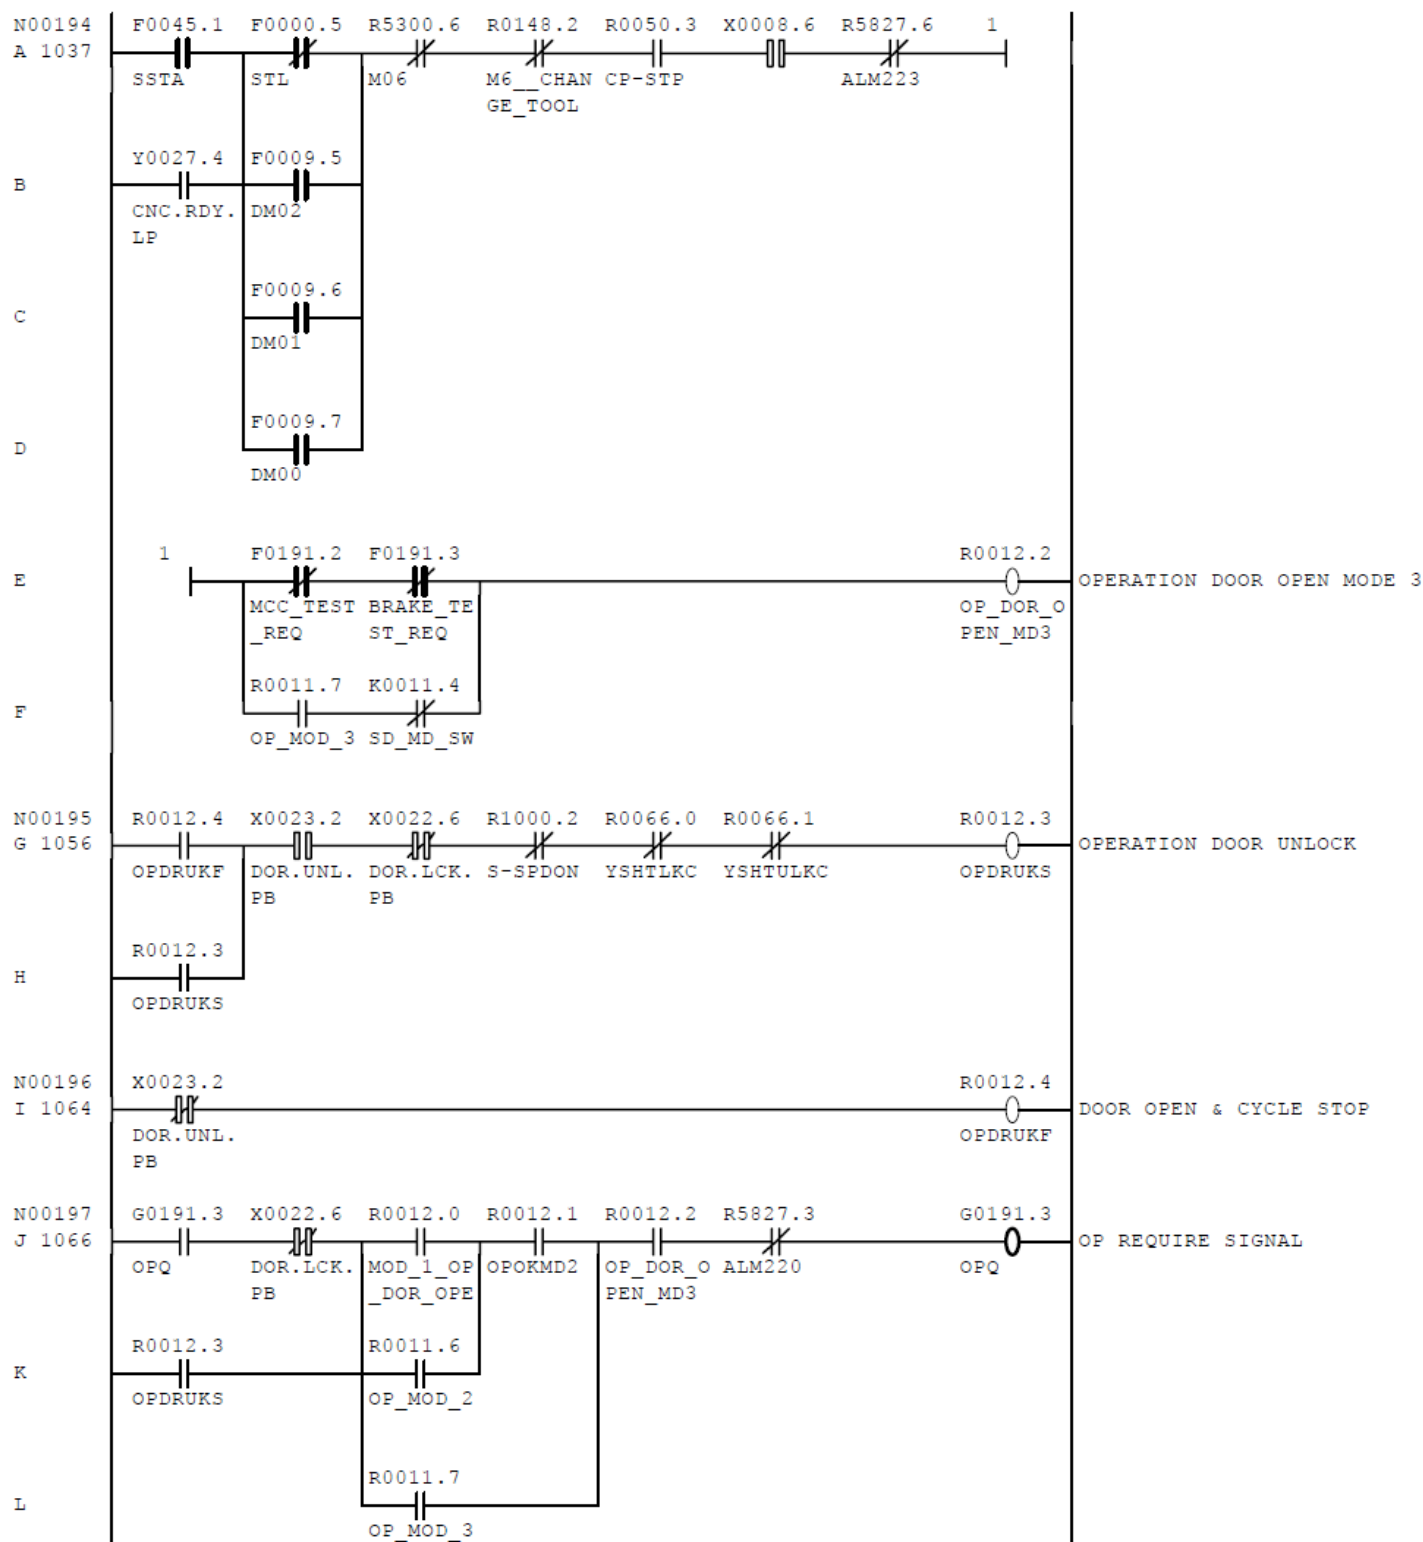 N00194 F0045.1 F0000.5 R5300.6 R0148.2 R0050.3 X0008.6 R5827.6 1
A 1037
SSTA STL M06 M6__CHAN CP-STP ALM223
GE_TOOL
Y0027.4 F0009.5
B
CNC.RDY. DM02
LP
F0009.6
C
DM01
F0009.7
D
DM00
1 F0191.2 F0191.3 R0012.2
E OPERATION DOOR OPEN MODE 3
MCC_TEST BRAKE_TE OP_DOR_O
_REQ ST_REQ PEN_MD3
R0011.7 K0011.4
F
OP_MOD_3 SD_MD_SW
N00195 R0012.4 X0023.2 X0022.6 R1000.2 R0066.0 R0066.1 R0012.3
G 1056 OPERATION DOOR UNLOCK
OPDRUKF DOR.UNL. DOR.LCK. S-SPDON YSHTLKC YSHTULKC OPDRUKS
PB PB
R0012.3
H
OPDRUKS
N00196 X0023.2 R0012.4
I 1064 DOOR OPEN & CYCLE STOP
DOR.UNL. OPDRUKF
PB
N00197 G0191.3 X0022.6 R0012.0 R0012.1 R0012.2 R5827.3 G0191.3
J 1066 OP REQUIRE SIGNAL
OPQ DOR.LCK. MOD_1_OP OPOKMD2 OP_DOR_O ALM220 OPQ
PB _DOR_OPE PEN_MD3
R0012.3 R0011.6
K
OPDRUKS OP_MOD_2
R0011.7
L
OP_MOD_3